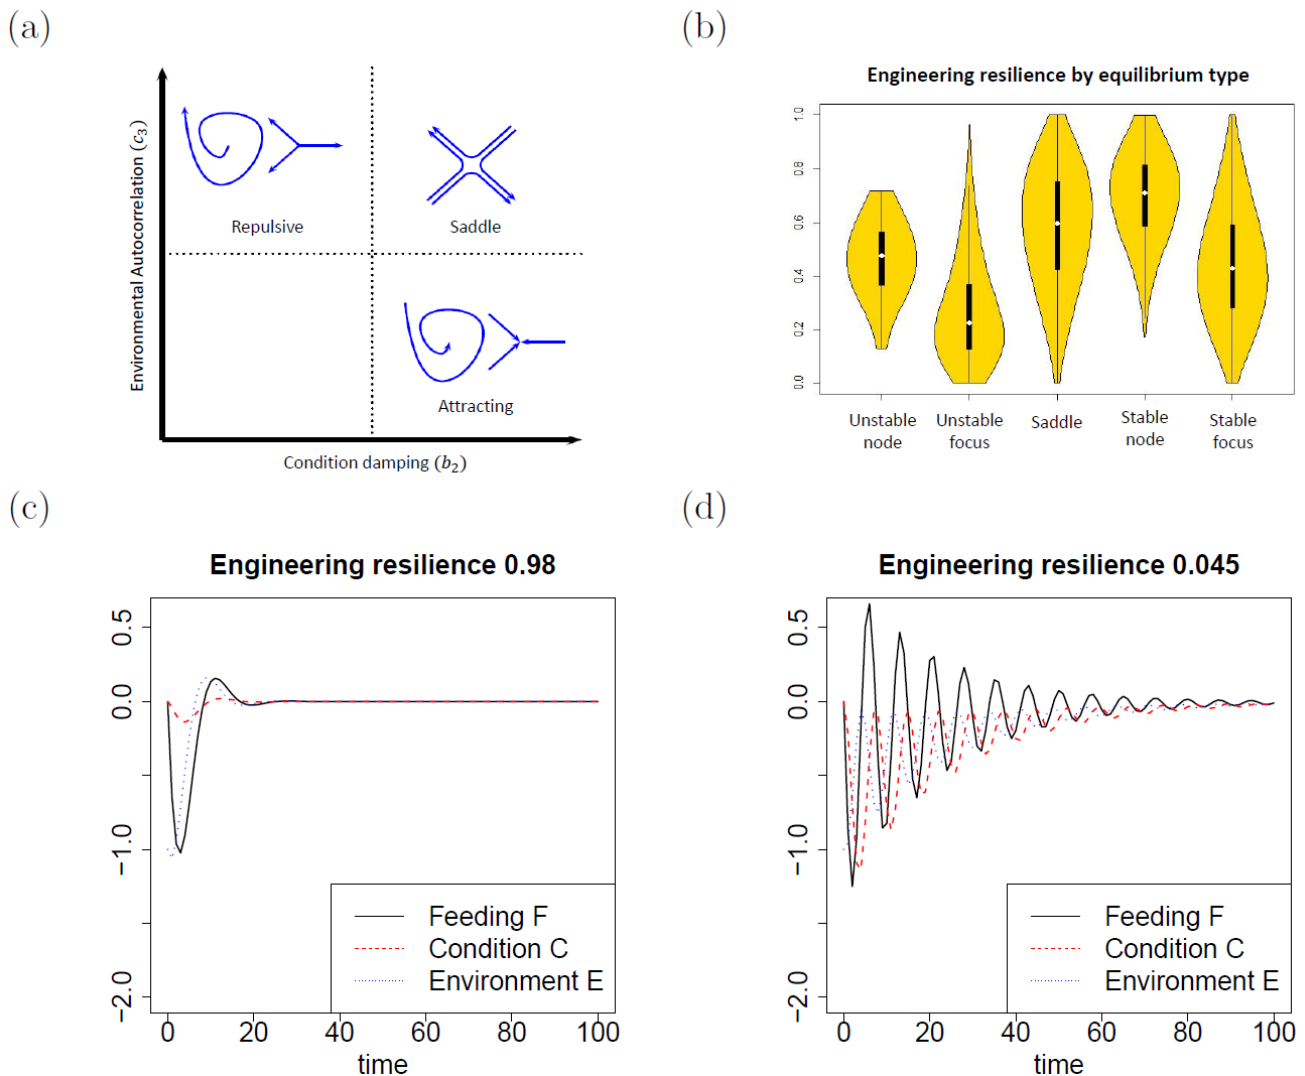 (a)
Environmental Autocorrelation (c₃)
Repulsive
Saddle
Attracting
Condition damping (b₂)
(b)
Engineering resilience by equilibrium type
1.0
0.8
0.6
0.4
0.2
0.0
Unstable node
Unstable focus
Saddle
Stable node
Stable focus
(c)
Engineering resilience 0.98
0.5
0.0
−1.0
−2.0
Feeding F
Condition C
Environment E
0 20 40 60 80 100
time
(d)
Engineering resilience 0.045
0.5
0.0
−1.0
−2.0
Feeding F
Condition C
Environment E
0 20 40 60 80 100
time